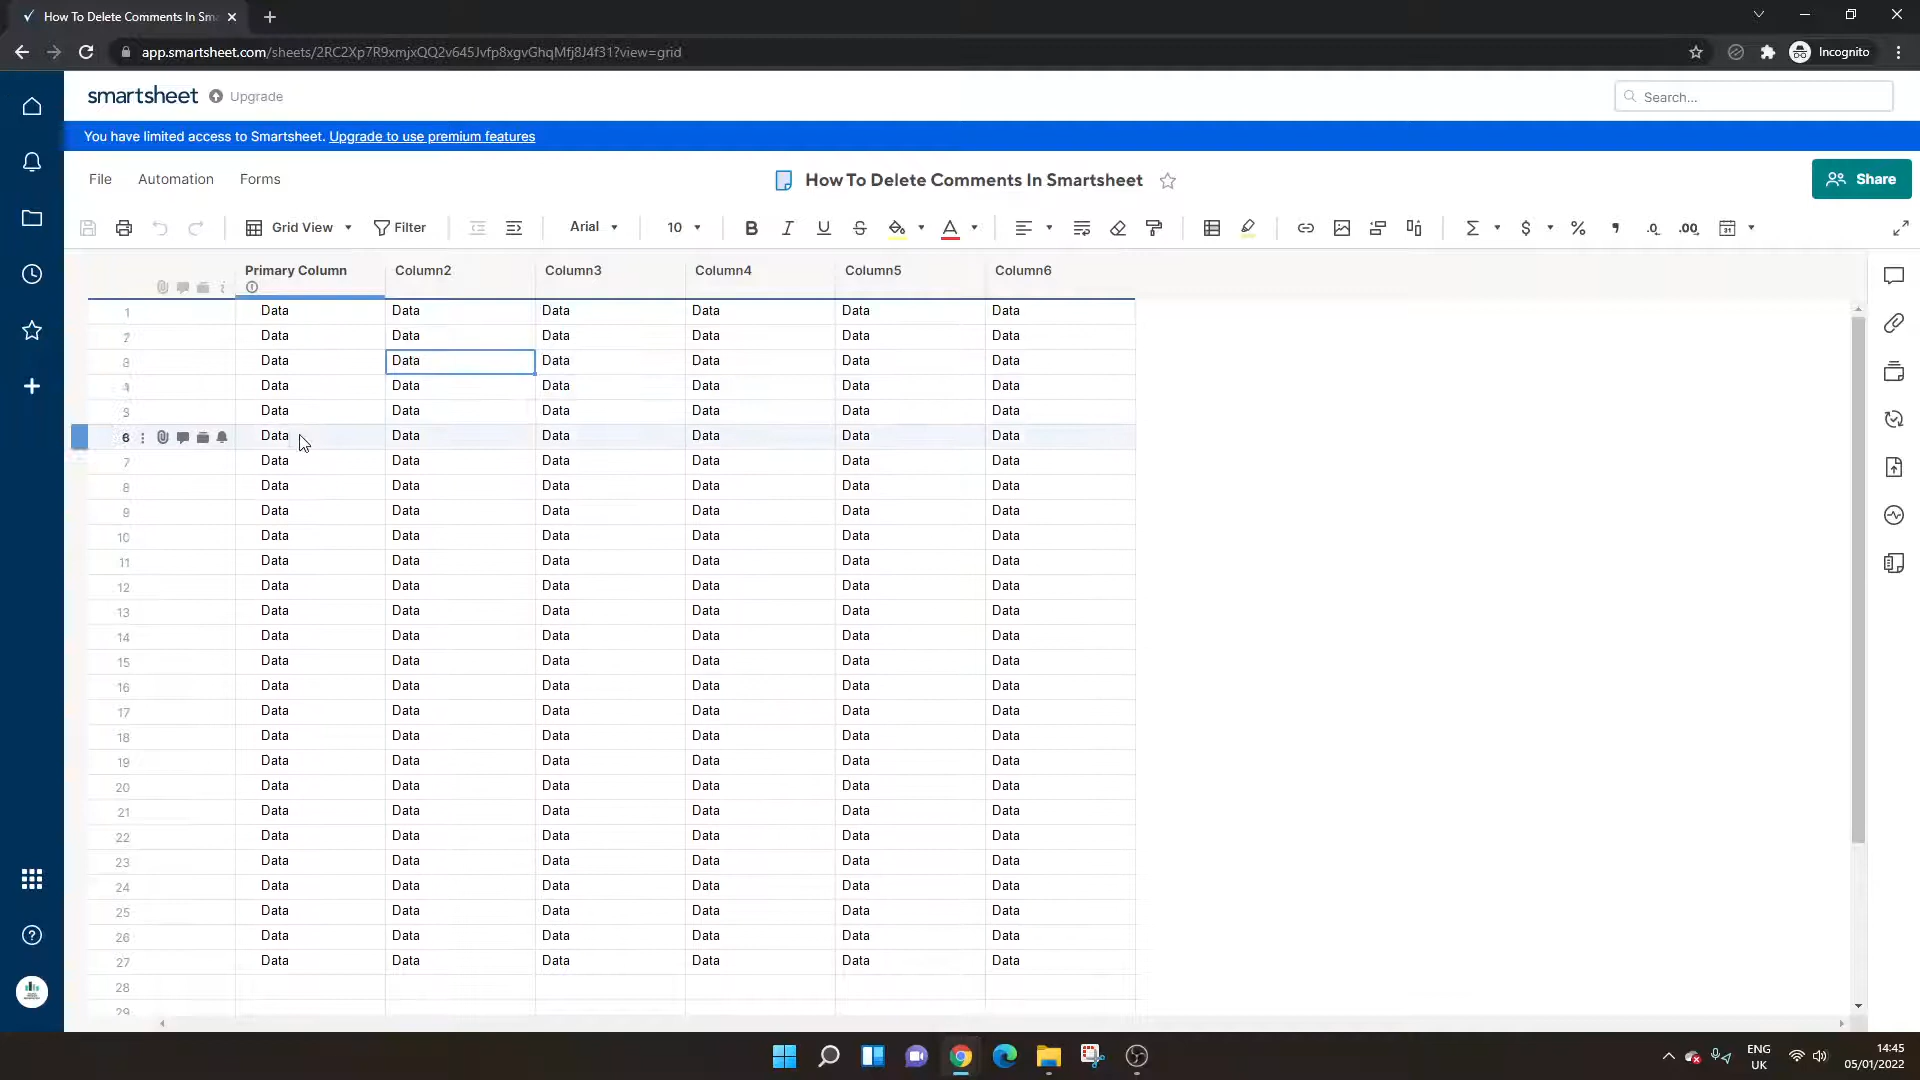 How To Delete Comments In Sma
app.smartsheet.com/sheets/2RC2Xp7R9xmjxQQ2v645Jvfp8xgvGhqMfj8J4f31?view=grid
Incognito
smartsheet Upgrade
Search...
You have limited access to Smartsheet. Upgrade to use premium features
File Automation Forms
How To Delete Comments In Smartsheet
Share
Grid View Filter Arial 10
Primary Column Column2 Column3 Column4 Column5 Column6
1 Data Data Data Data Data Data
2 Data Data Data Data Data Data
3 Data Data Data Data Data Data
4 Data Data Data Data Data Data
5 Data Data Data Data Data Data
6 Data Data Data Data Data Data
7 Data Data Data Data Data Data
8 Data Data Data Data Data Data
9 Data Data Data Data Data Data
10 Data Data Data Data Data Data
11 Data Data Data Data Data Data
12 Data Data Data Data Data Data
13 Data Data Data Data Data Data
14 Data Data Data Data Data Data
15 Data Data Data Data Data Data
16 Data Data Data Data Data Data
17 Data Data Data Data Data Data
18 Data Data Data Data Data Data
19 Data Data Data Data Data Data
20 Data Data Data Data Data Data
21 Data Data Data Data Data Data
22 Data Data Data Data Data Data
23 Data Data Data Data Data Data
24 Data Data Data Data Data Data
25 Data Data Data Data Data Data
26 Data Data Data Data Data Data
27 Data Data Data Data Data Data
28
29
ENG
UK
14:45
05/01/2022